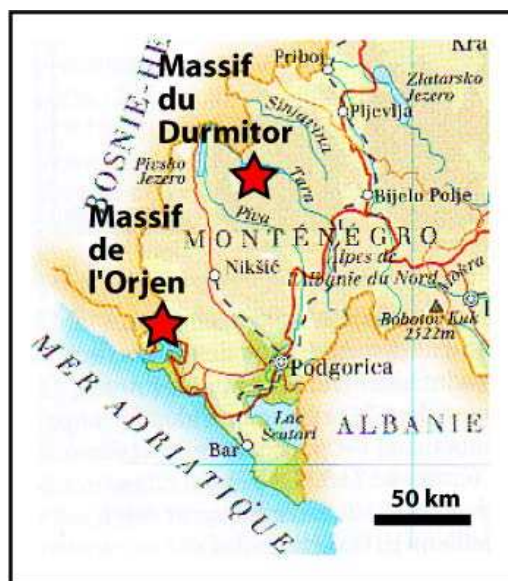 Kra
Priboj
Massif
du
Durmitor
BOSNIE-HE
Zlatarsko
Jezero
Pljevlja
Sinjavina
Pivsko
Jezero
Tara
Piva
Bijelo Polje
Massif
de
l'Orjen
MONTÉNÉGRO
Alpes de
l'Albanie du Nord
Mokra
Nikšić
Bobotov Kuk
2522m
Podgorica
MER ADRIATIQUE
Lac
Scutari
ALBANIE
Bar
50 km